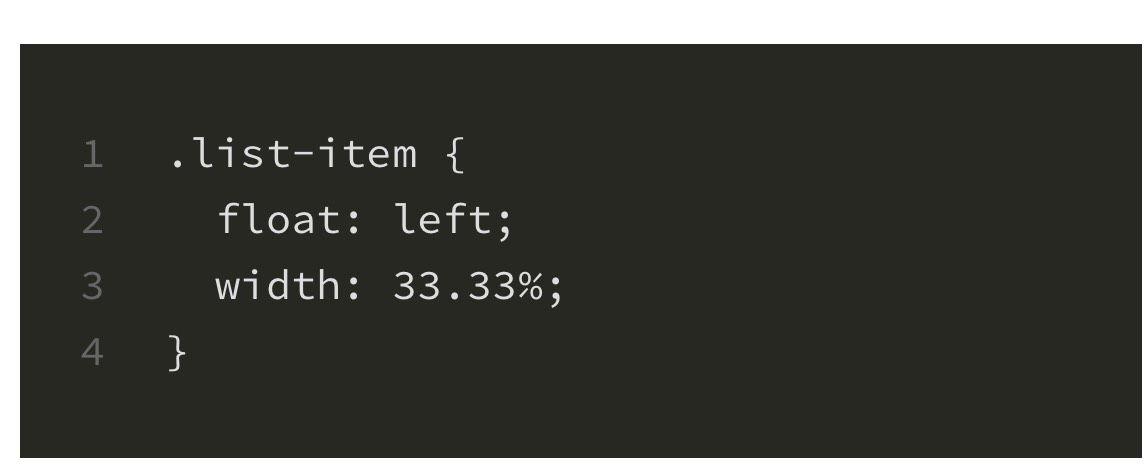 1 .list-item {
2   float: left;
3   width: 33.33%;
4 }